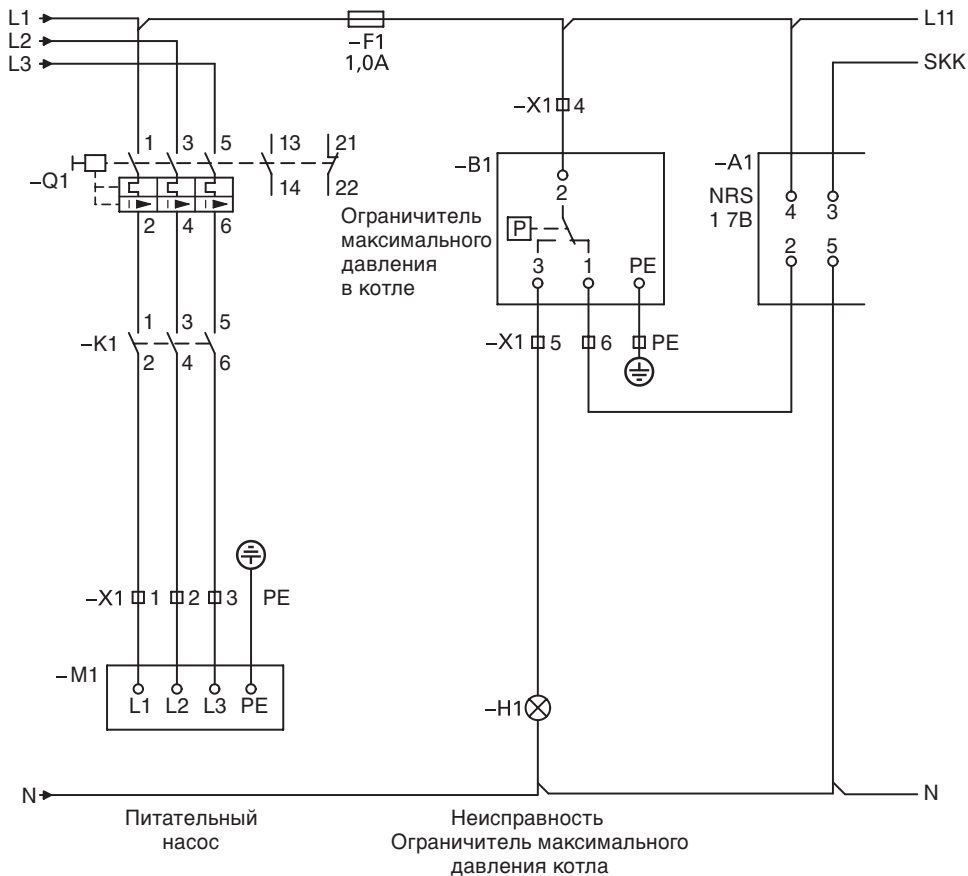 L1
L11
L2
–F1
L3
1,0A
SKK
–X1 4
1 3 5 13 21
–B1
–A1
–Q1
14 22
2
NRS
1 7B
4 3
2 4 6
Ограничитель
максимального
давления
в котле
P
2 5
3 1 PE
1 3 5
–K1
–X1 5 6 PE
2 4 6
–X1 1 2 3 PE
–M1
L1 L2 L3 PE
–H1
N
N
Питательный
насос
Неисправность
Ограничитель максимального
давления котла